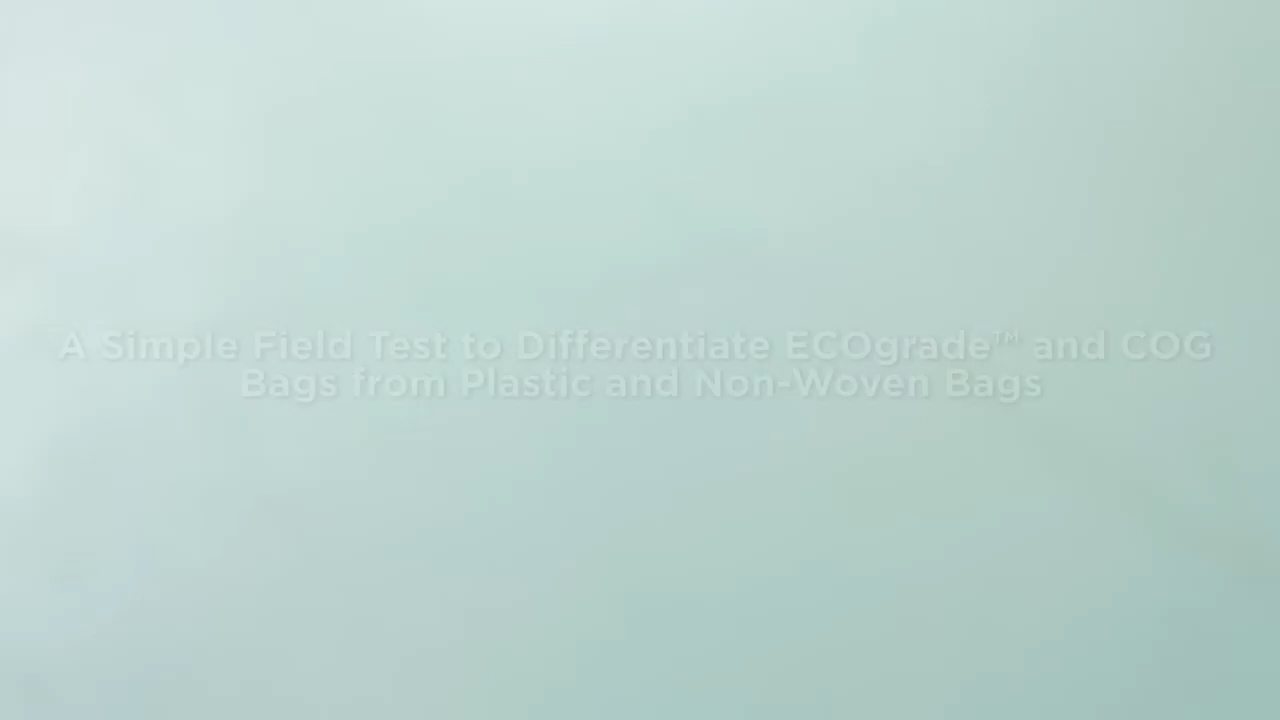 A Simple Field Test to Differentiate ECOgrade™ and COG
Bags from Plastic and Non-Woven Bags